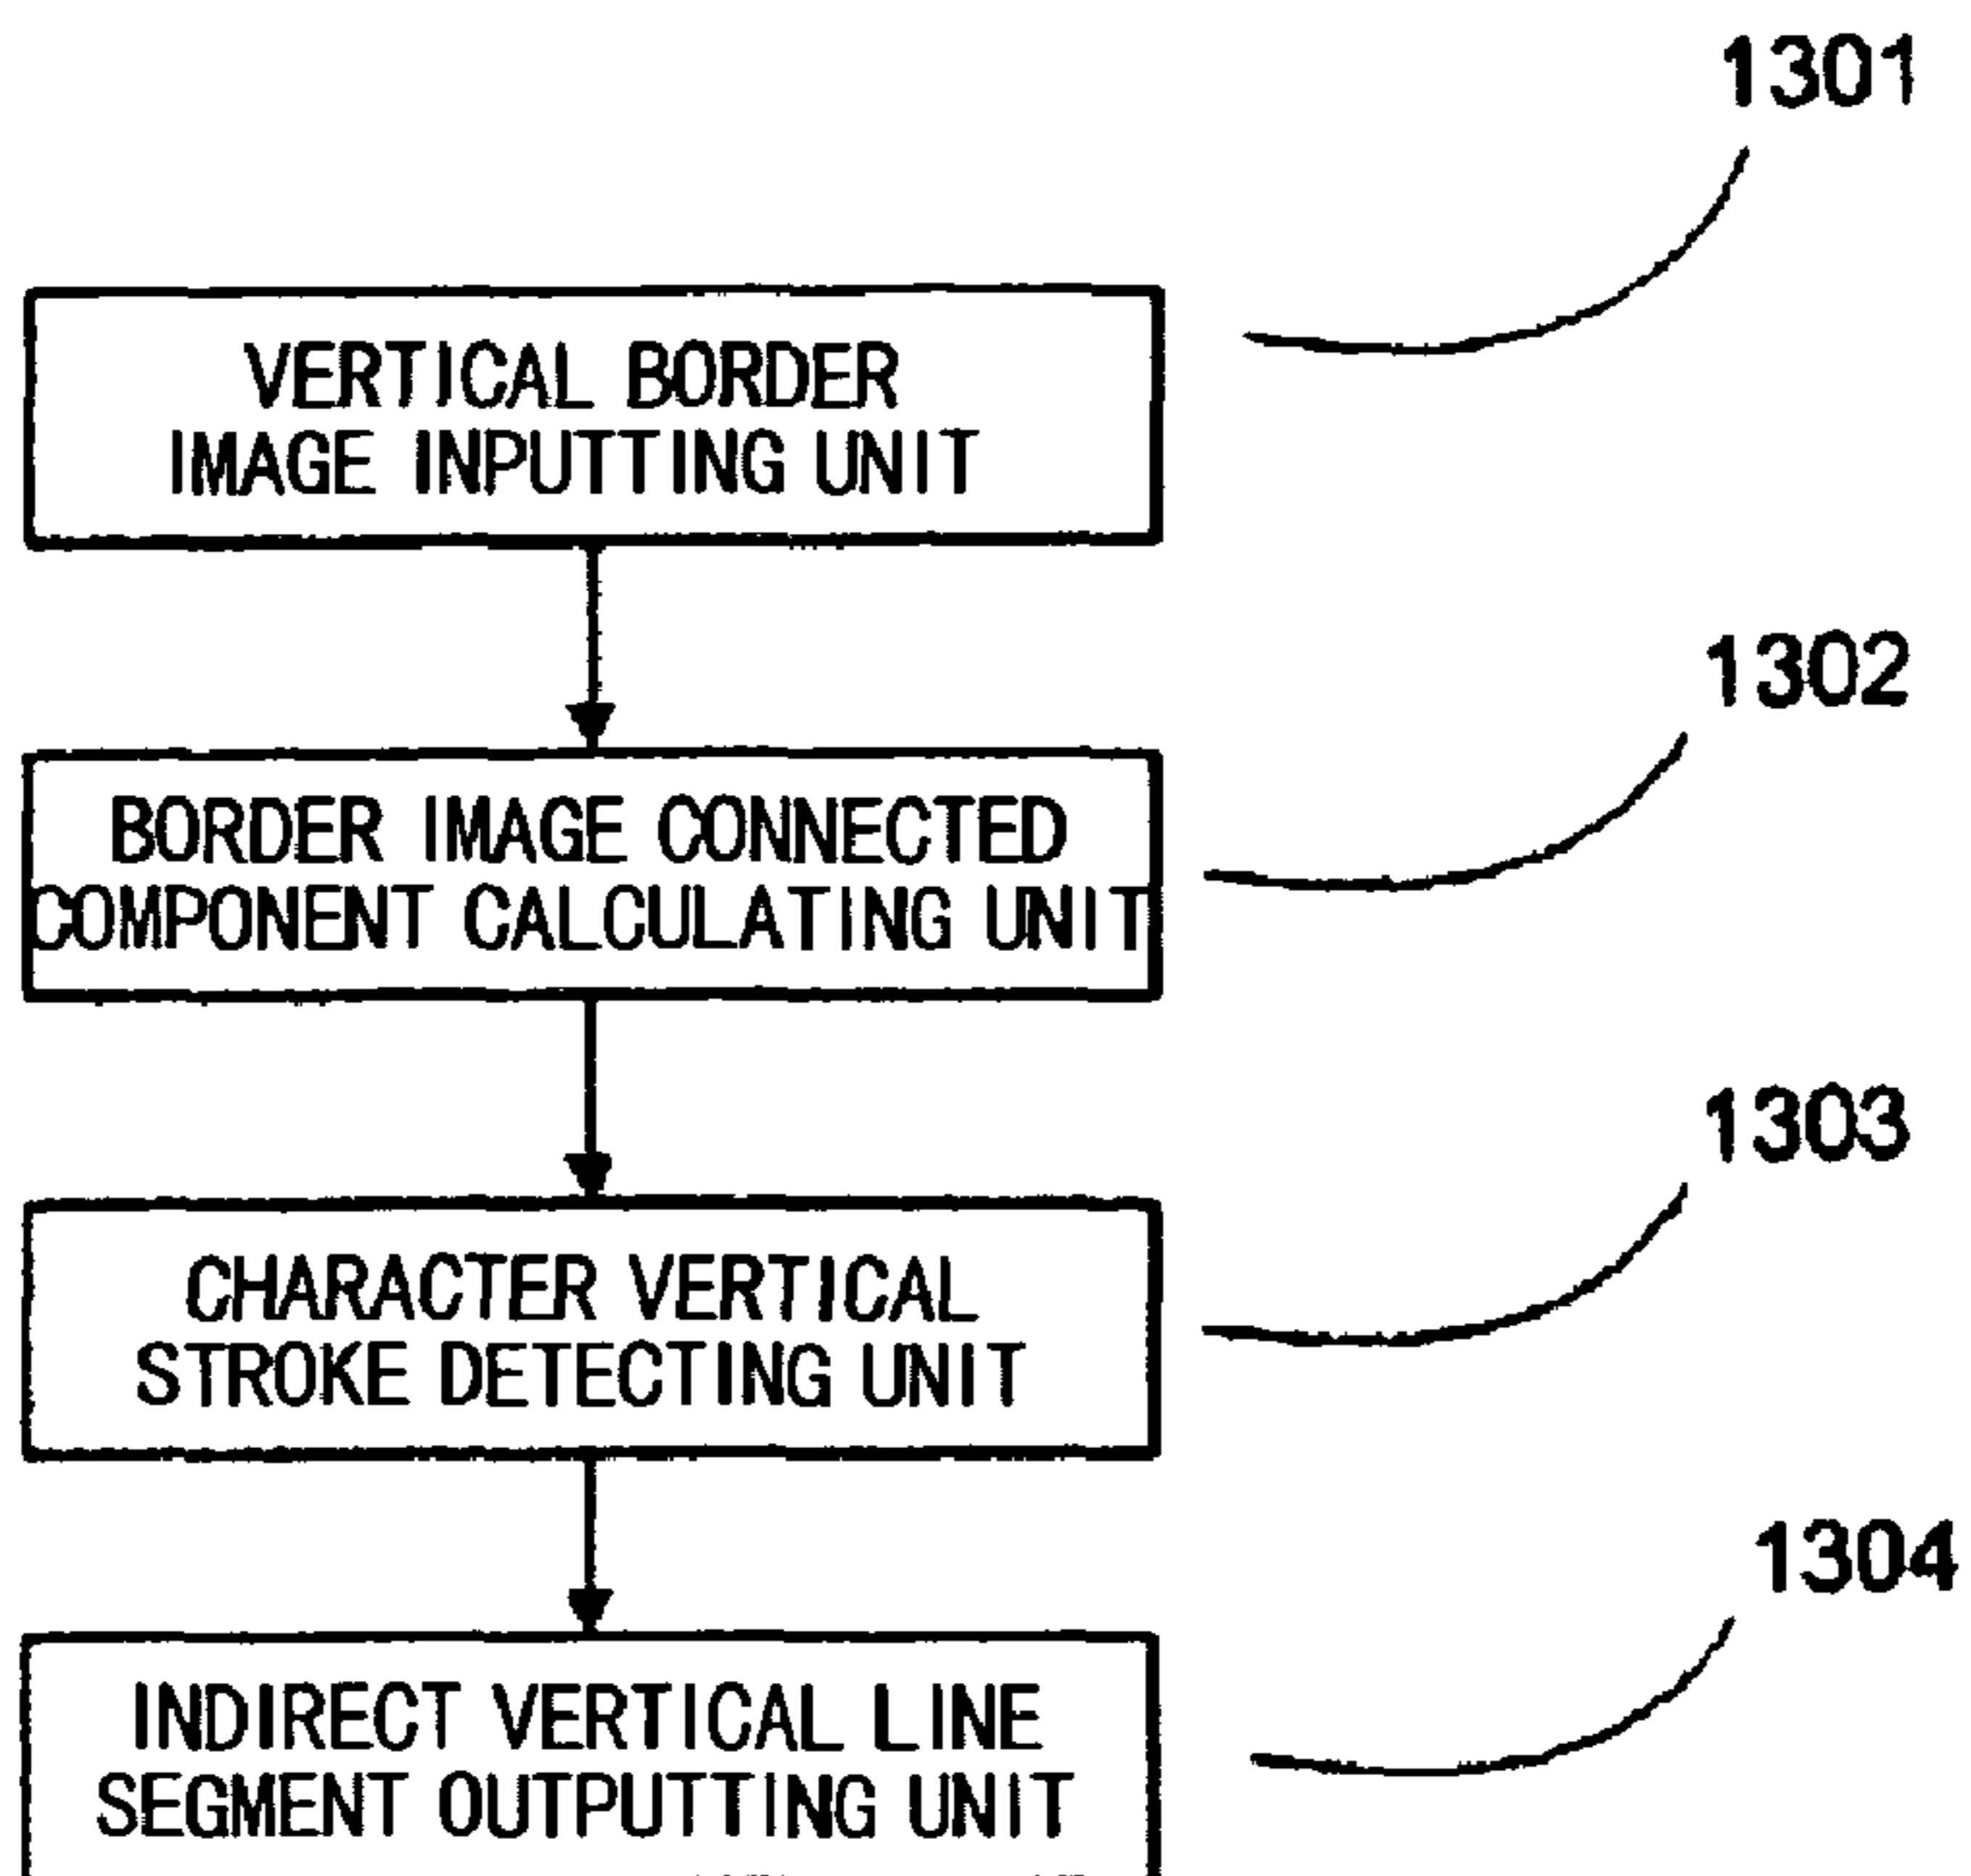 1301
VERTICAL BORDER
IMAGE INPUTTING UNIT
1302
BORDER IMAGE CONNECTED
COMPONENT CALCULATING UNIT
1303
CHARACTER VERTICAL
STROKE DETECTING UNIT
1304
INDIRECT VERTICAL LINE
SEGMENT OUTPUTTING UNIT